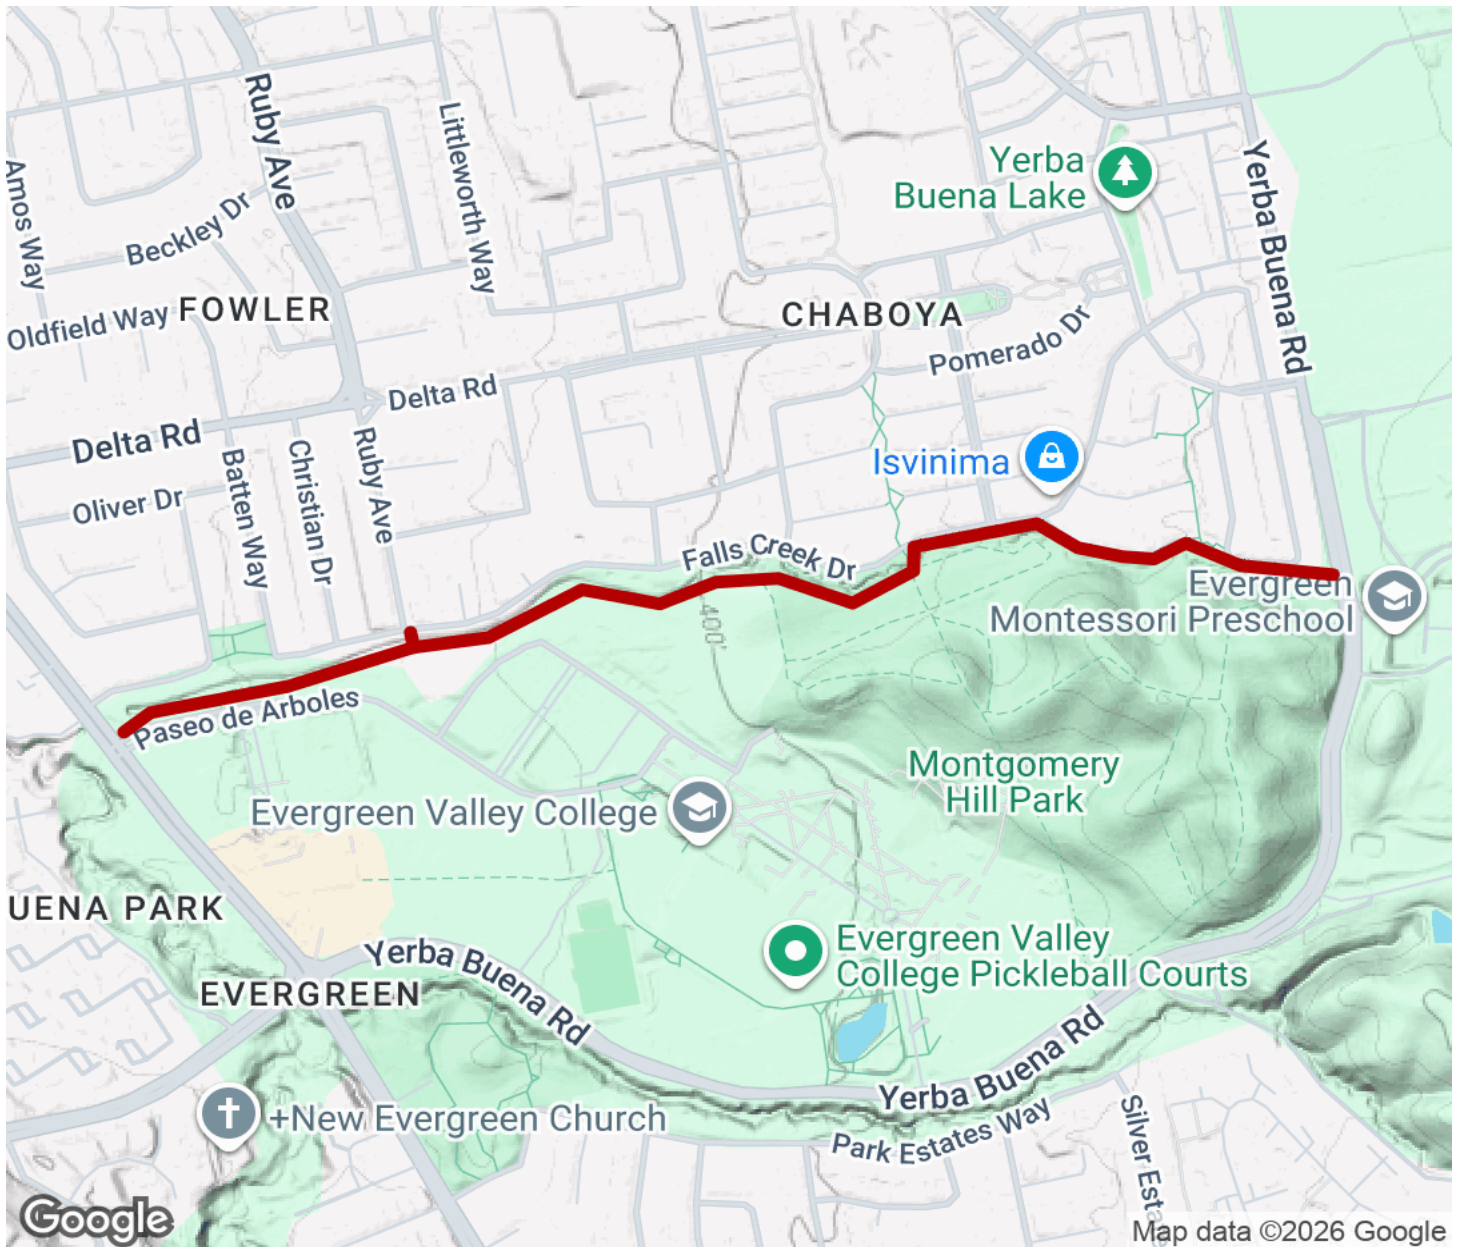 Ruby Ave
Littleworth Way
Amos Way
Beckley Dr
Yerba
Buena Lake
Yerba Buena Rd
Oldfield Way
FOWLER
CHABOYA
Pomerado Dr
Delta Rd
Delta Rd
Ruby Ave
Christian Dr
Batten Way
Oliver Dr
Isvinima
Falls Creek Dr
Evergreen
Montessori Preschool
400'
Paseo de Arboles
Montgomery
Hill Park
Evergreen Valley College
UENA PARK
Evergreen Valley
College Pickleball Courts
Yerba Buena Rd
EVERGREEN
Yerba Buena Rd
+New Evergreen Church
Park Estates Way
Silver Esta
Google
Map data ©2026 Google